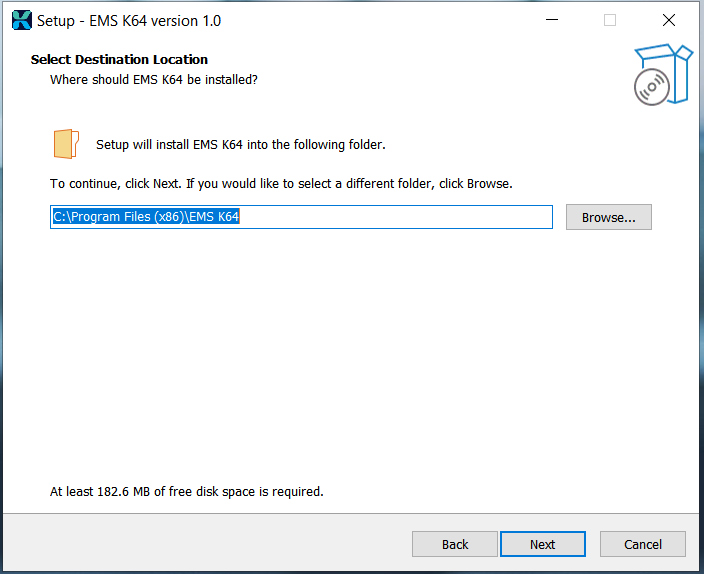 Setup - EMS K64 version 1.0
Select Destination Location
Where should EMS K64 be installed?
Setup will install EMS K64 into the following folder.
To continue, click Next. If you would like to select a different folder, click Browse.
C:\Program Files (x86)\EMS K64
Browse...
At least 182.6 MB of free disk space is required.
Back
Next
Cancel